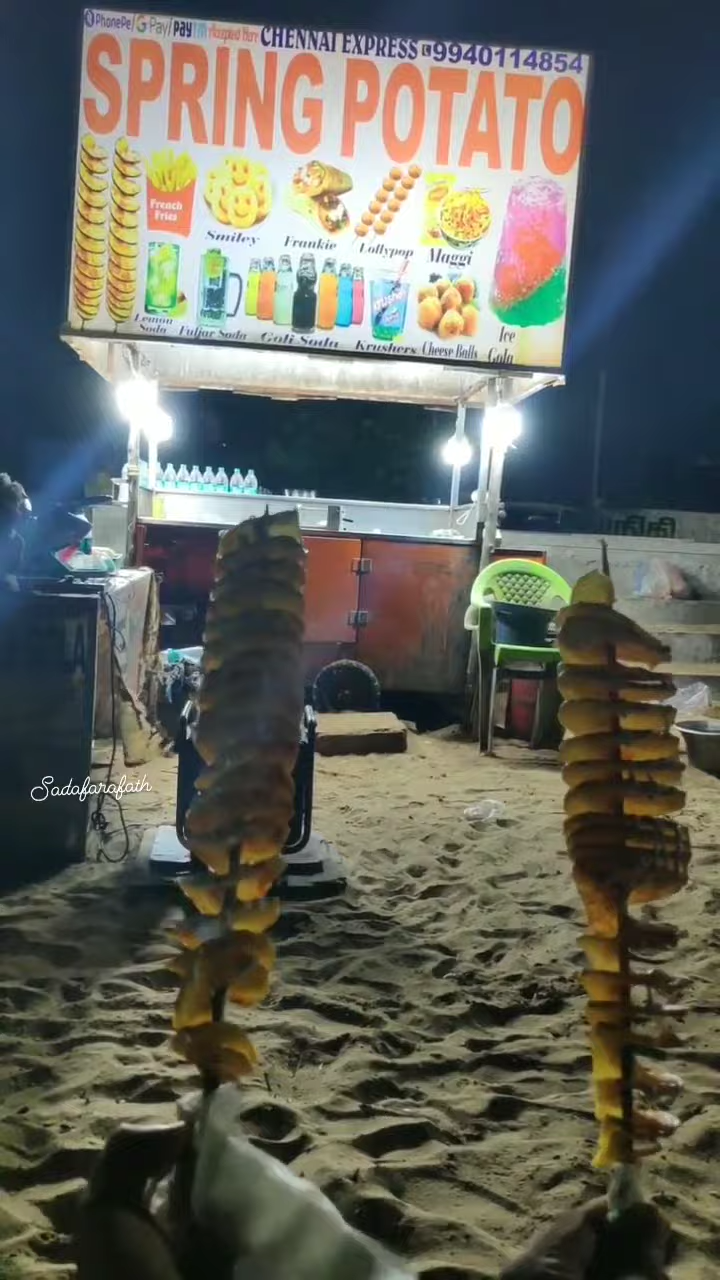 PhonePe/G Pay/payTM Accepted Here CHENNAI EXPRESS 9940114854
SPRING POTATO
French
Fries
Smiley
Frankie
Lollypop
Maggi
Lemon
Soda
Fuljar Soda
Goli Soda
Krushers
Cheese Balls
Ice
Gola
Sadafarafath